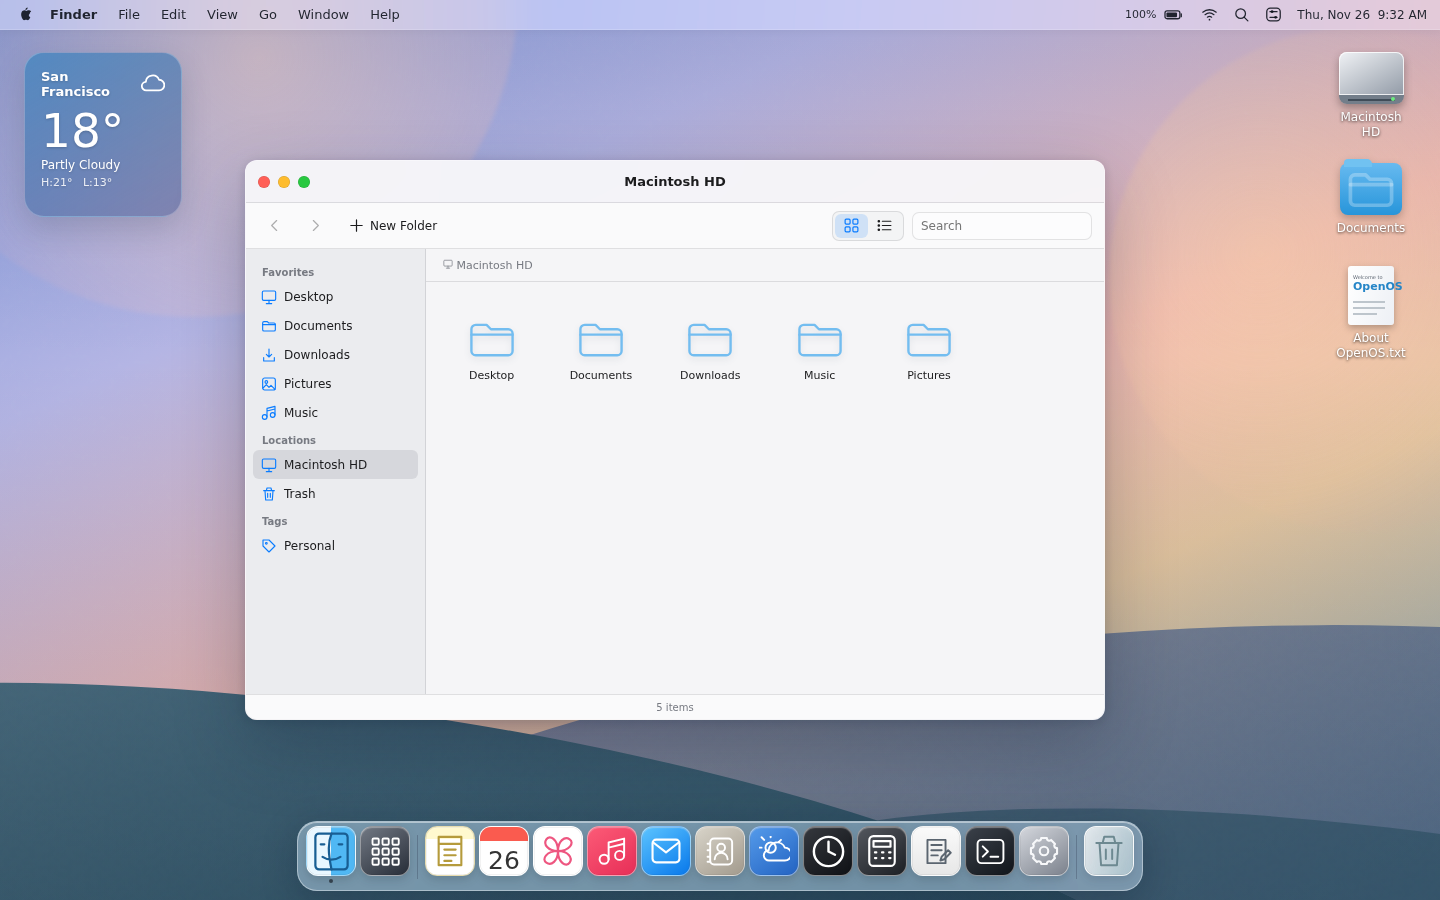 Finder File Edit View Go Window Help
100% Thu, Nov 26 9:32 AM
San Francisco
18°
Partly Cloudy
H:21° L:13°
Macintosh HD
New Folder
Search
Favorites
Desktop
Documents
Downloads
Pictures
Music
Locations
Macintosh HD
Trash
Tags
Personal
Macintosh HD
Desktop Documents Downloads Music Pictures
5 items
Macintosh
HD
Documents
Welcome to
OpenOS
About
OpenOS.txt
26